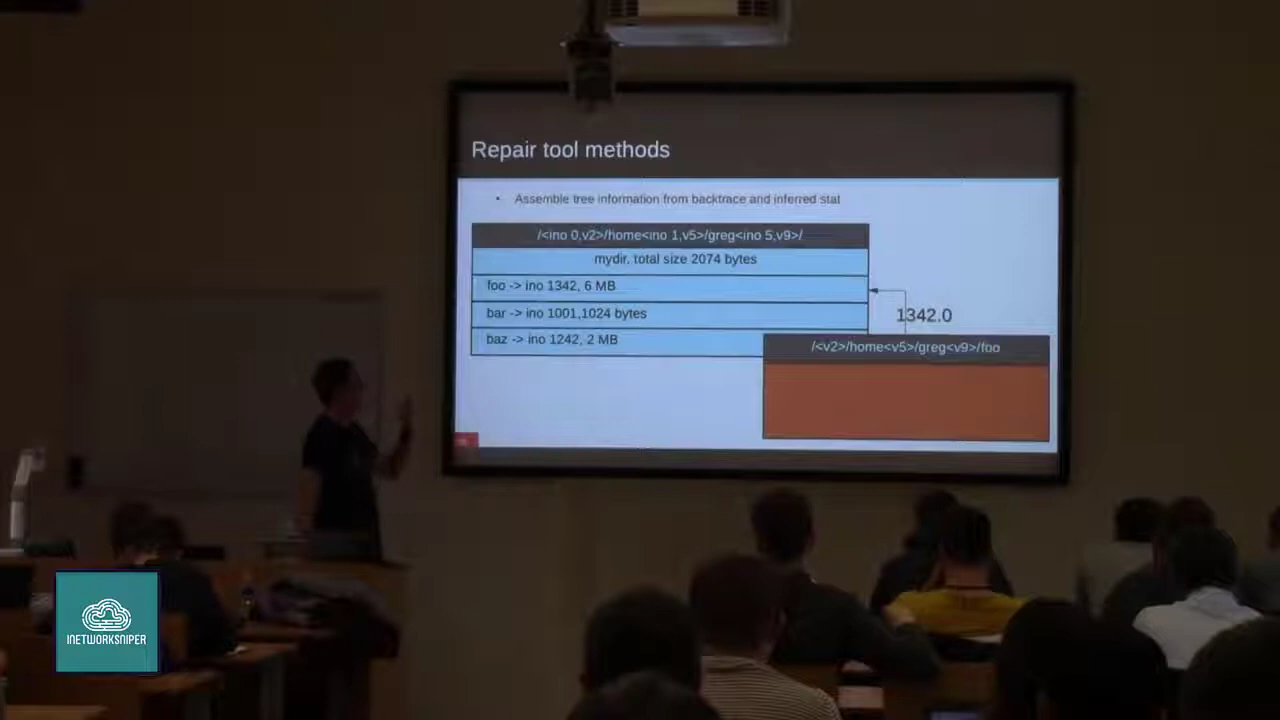 Repair tool methods
• Assemble tree information from backtrace and inferred stat
/<ino 0,v2>/home<ino 1,v5>/greg<ino 5,v9>/
mydir. total size 2074 bytes
foo -> ino 1342, 6 MB
bar -> ino 1001,1024 bytes
baz -> ino 1242, 2 MB
1342.0
/<v2>/home<v5>/greg<v9>/foo
INETWORKSNIPER